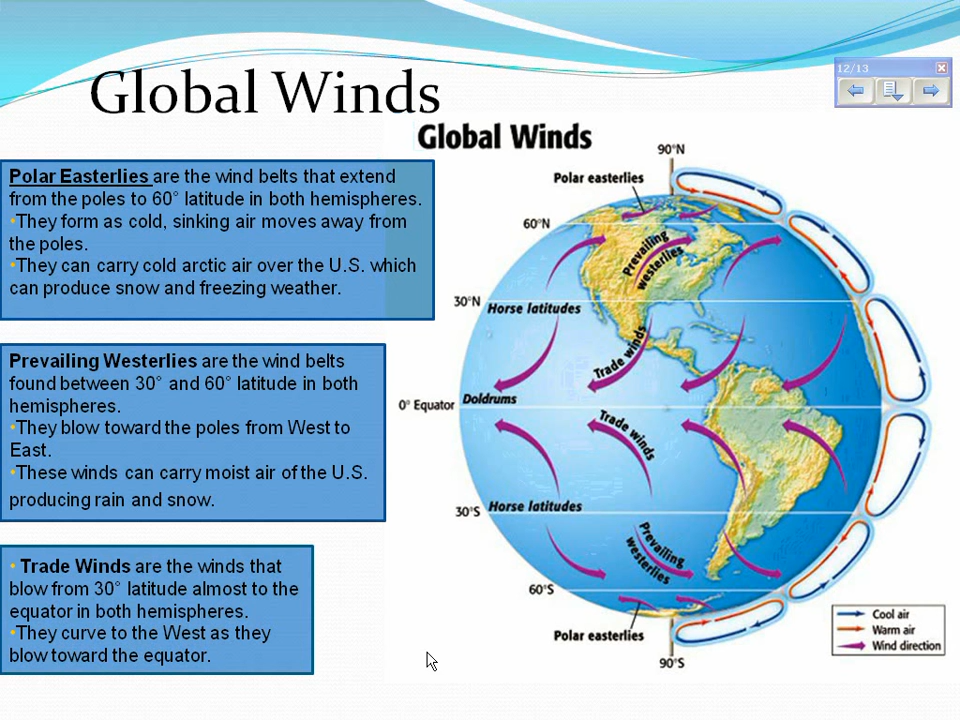 Global Winds
12/13
Global Winds
Polar Easterlies are the wind belts that extend
from the poles to 60° latitude in both hemispheres.
•They form as cold, sinking air moves away from
the poles.
•They can carry cold arctic air over the U.S. which
can produce snow and freezing weather.
Prevailing Westerlies are the wind belts
found between 30° and 60° latitude in both
hemispheres.
•They blow toward the poles from West to
East.
•These winds can carry moist air of the U.S.
producing rain and snow.
• Trade Winds are the winds that
blow from 30° latitude almost to the
equator in both hemispheres.
•They curve to the West as they
blow toward the equator.
90°N
Polar easterlies
60°N
Prevailing
westerlies
30°N
Horse latitudes
Trade winds
0° Equator
Doldrums
Trade winds
30°S
Horse latitudes
Prevailing
westerlies
60°S
Polar easterlies
90°S
Cool air
Warm air
Wind direction